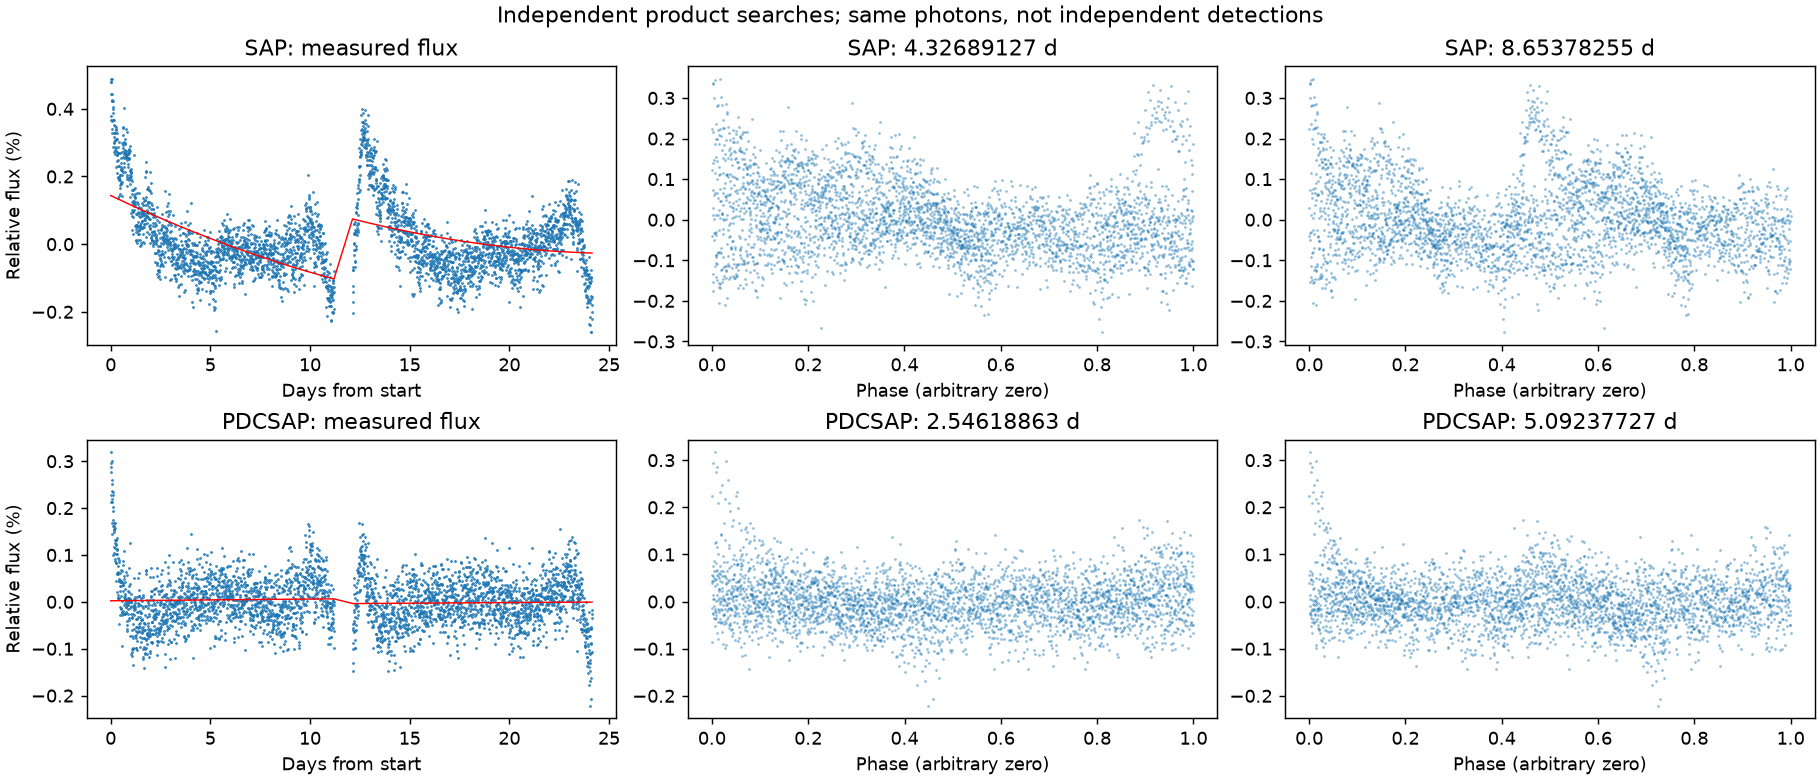 Independent product searches; same photons, not independent detections
SAP: measured flux
SAP: 4.32689127 d
SAP: 8.65378255 d
Relative flux (%)
0.4
0.2
0.0
−0.2
0 5 10 15 20 25
Days from start
0.3
0.2
0.1
0.0
−0.1
−0.2
−0.3
0.0 0.2 0.4 0.6 0.8 1.0
Phase (arbitrary zero)
0.3
0.2
0.1
0.0
−0.1
−0.2
−0.3
0.0 0.2 0.4 0.6 0.8 1.0
Phase (arbitrary zero)
PDCSAP: measured flux
PDCSAP: 2.54618863 d
PDCSAP: 5.09237727 d
Relative flux (%)
0.3
0.2
0.1
0.0
−0.1
−0.2
0 5 10 15 20 25
Days from start
0.3
0.2
0.1
0.0
−0.1
−0.2
0.0 0.2 0.4 0.6 0.8 1.0
Phase (arbitrary zero)
0.3
0.2
0.1
0.0
−0.1
−0.2
0.0 0.2 0.4 0.6 0.8 1.0
Phase (arbitrary zero)